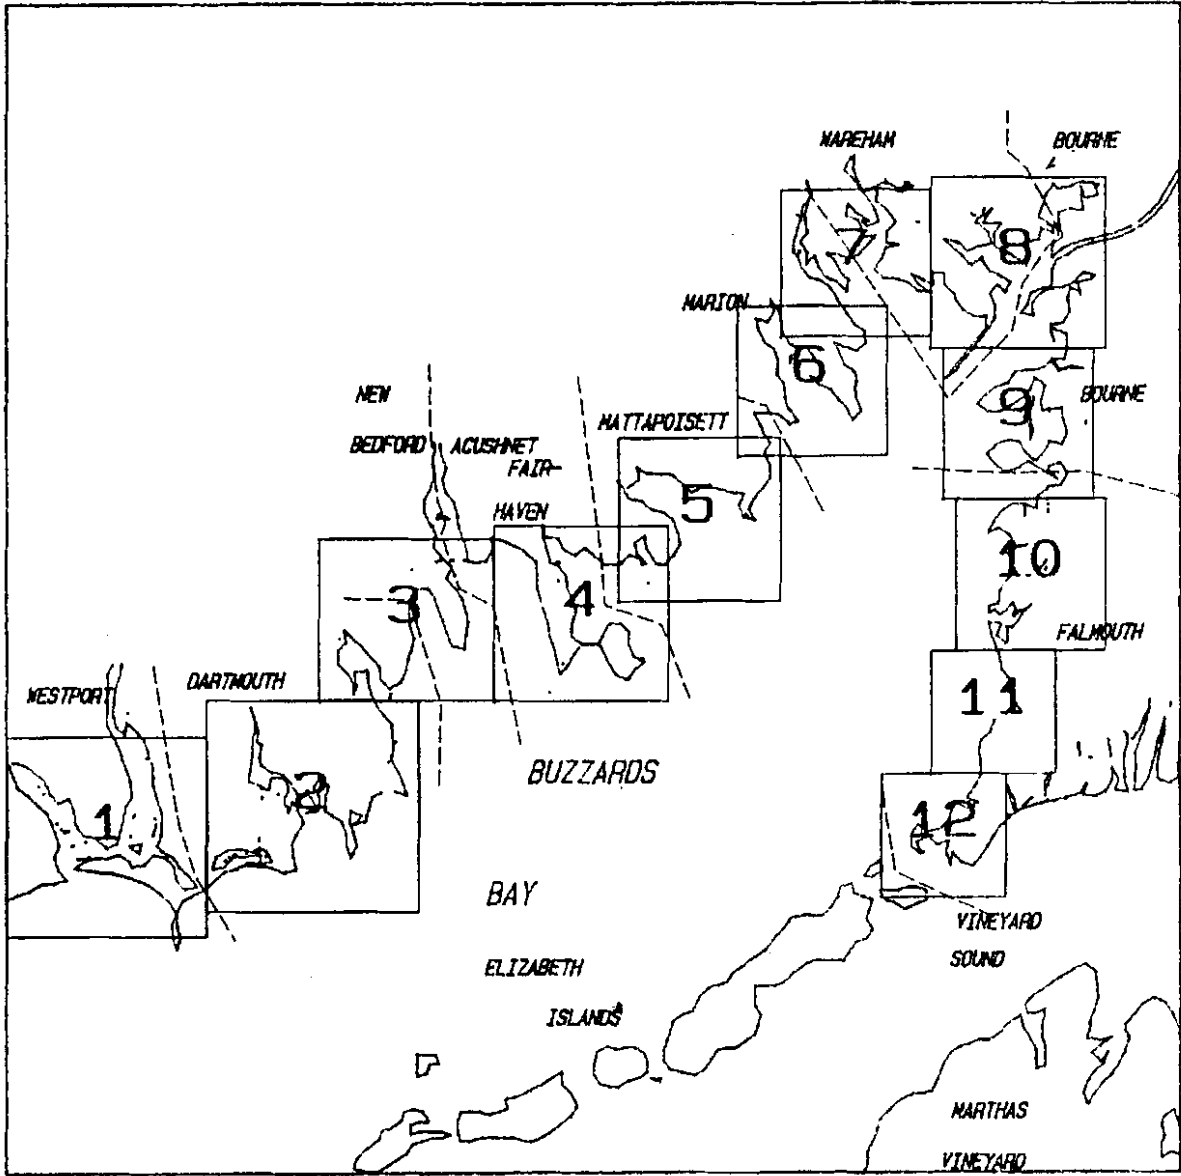 WAREHAM
BOURNE
7
8
MARION
6
NEW
BEDFORD
ACUSHNET
FAIR-
HAVEN
MATTAPOISETT
9
BOURNE
5
3
4
10
FALMOUTH
WESTPORT
DARTMOUTH
11
BUZZARDS
2
1
12
BAY
VINEYARD
SOUND
ELIZABETH
ISLANDS
MARTHAS
VINEYARD